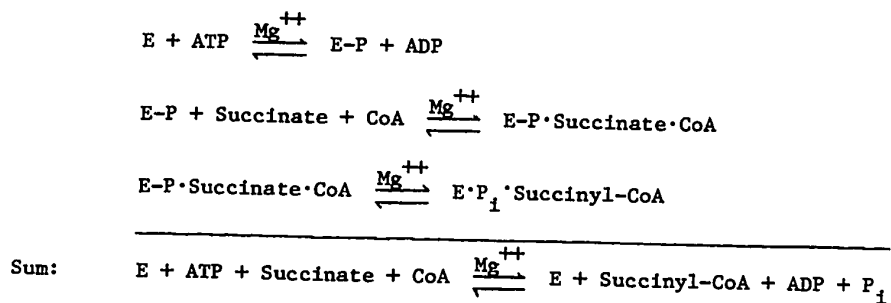 E + ATP ⇌ (Mg++) E-P + ADP
E-P + Succinate + CoA ⇌ (Mg++) E-P·Succinate·CoA
E-P·Succinate·CoA ⇌ (Mg++) E·Pi·Succinyl-CoA
Sum: E + ATP + Succinate + CoA ⇌ (Mg++) E + Succinyl-CoA + ADP + Pi